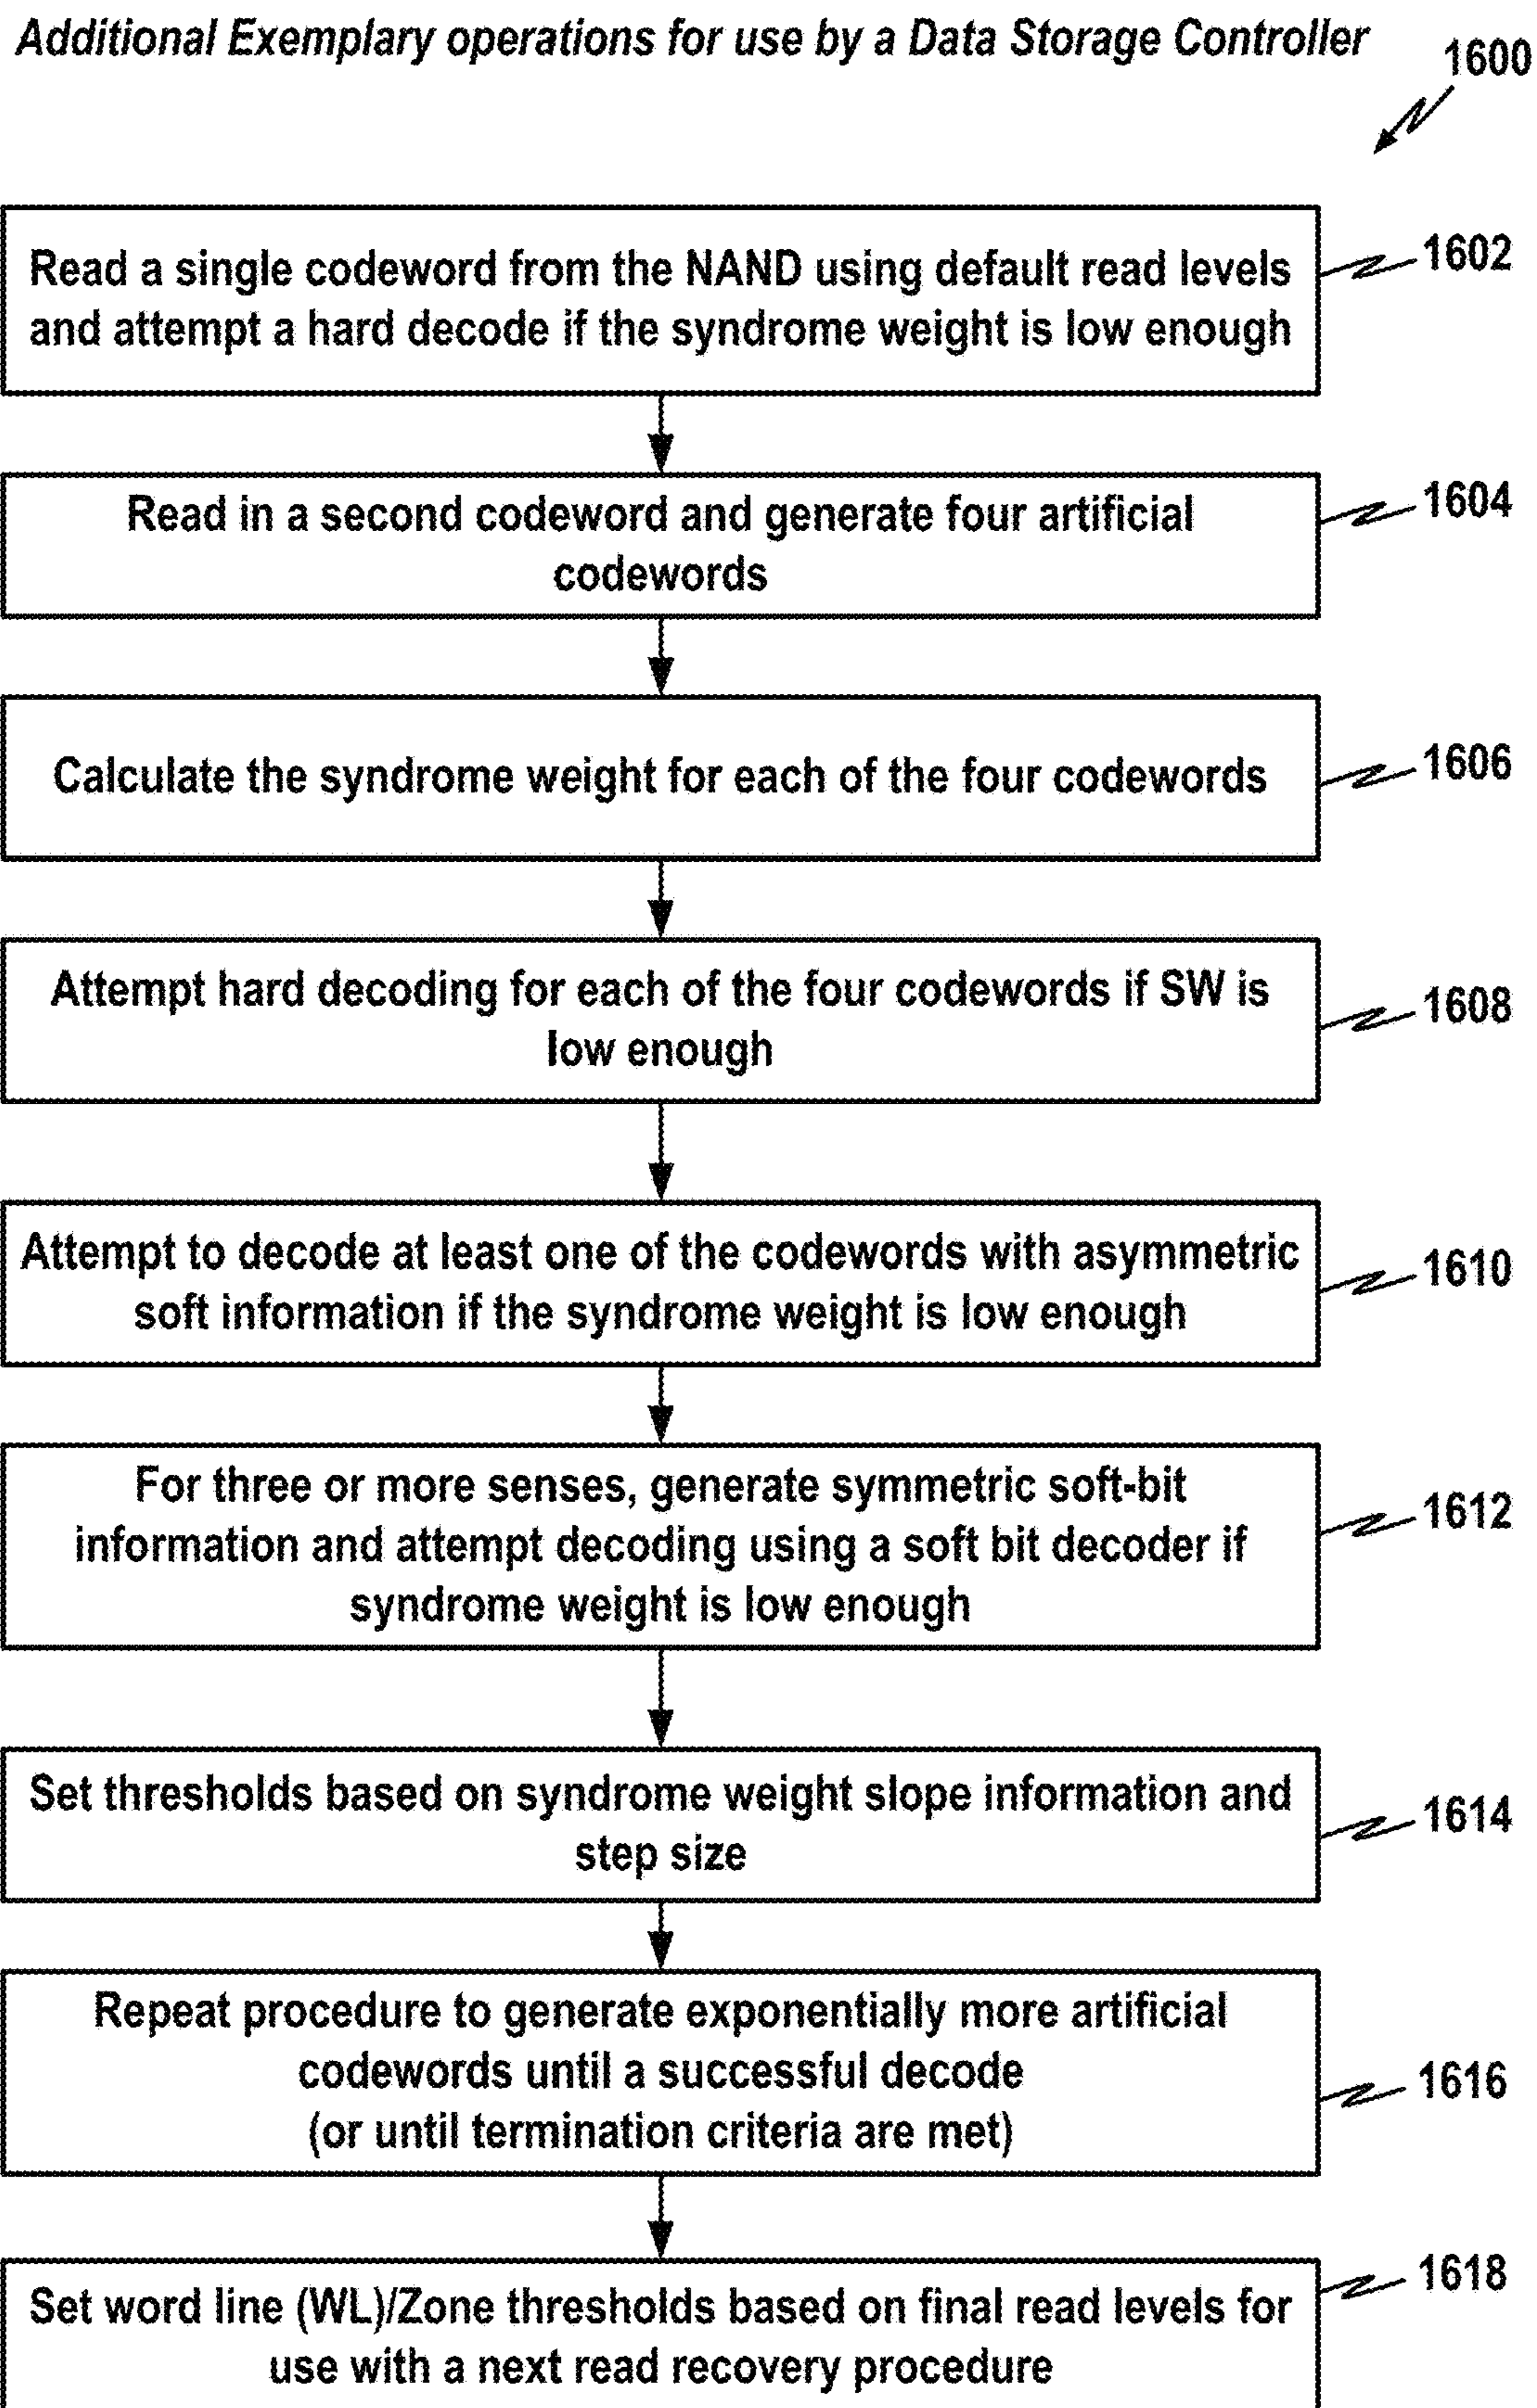 Additional Exemplary operations for use by a Data Storage Controller
1600
Read a single codeword from the NAND using default read levels
and attempt a hard decode if the syndrome weight is low enough
1602
Read in a second codeword and generate four artificial
codewords
1604
Calculate the syndrome weight for each of the four codewords
1606
Attempt hard decoding for each of the four codewords if SW is
low enough
1608
Attempt to decode at least one of the codewords with asymmetric
soft information if the syndrome weight is low enough
1610
For three or more senses, generate symmetric soft-bit
information and attempt decoding using a soft bit decoder if
syndrome weight is low enough
1612
Set thresholds based on syndrome weight slope information and
step size
1614
Repeat procedure to generate exponentially more artificial
codewords until a successful decode
(or until termination criteria are met)
1616
Set word line (WL)/Zone thresholds based on final read levels for
use with a next read recovery procedure
1618